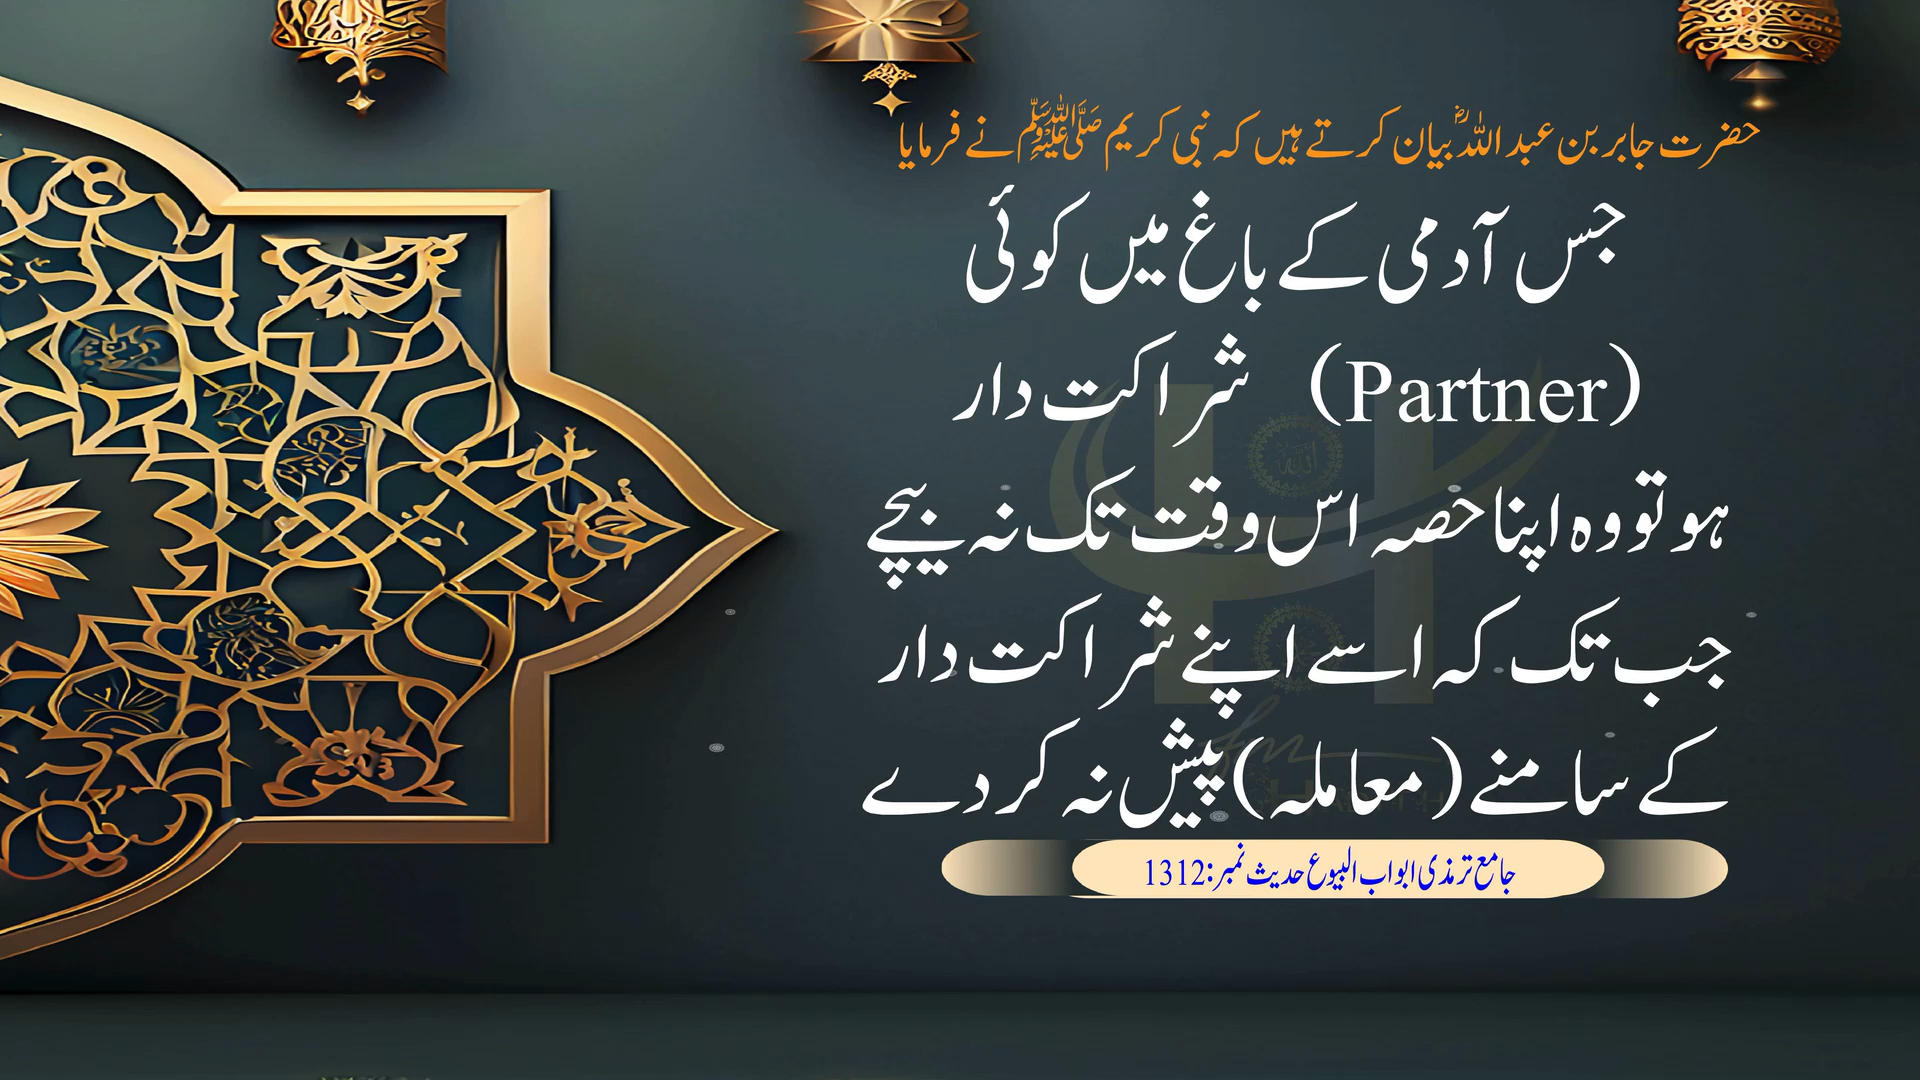 حضرت جابر بن عبد اللہؓ بیان کرتے ہیں کہ نبی کریم ﷺ نے فرمایا
جس آدمی کے باغ میں کوئی
(Partner) شراکت دار
ہو تو وہ اپنا حصہ اس وقت تک نہ بیچے
جب تک کہ اسے اپنے شراکت دار
کے سامنے (معاملہ) پیش نہ کر دے
جامع ترمذی ابواب البیوع حدیث نمبر:1312